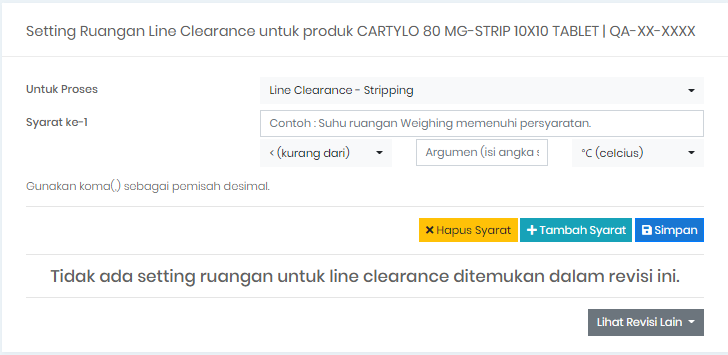 Setting Ruangan Line Clearance untuk produk CARTYLO 80 MG-STRIP 10X10 TABLET | QA-XX-XXXX
Untuk Proses
Line Clearance - Stripping
Syarat ke-1
Contoh : Suhu ruangan Weighing memenuhi persyaratan.
< (kurang dari)
Argumen (isi angka s
°C (celcius)
Gunakan koma(,) sebagai pemisah desimal.
Hapus Syarat
Tambah Syarat
Simpan
Tidak ada setting ruangan untuk line clearance ditemukan dalam revisi ini.
Lihat Revisi Lain